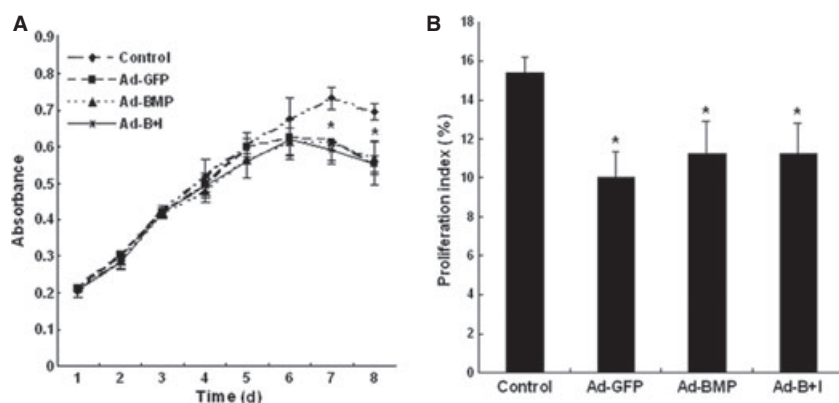 A
0.9
0.8
0.7
0.6
0.5
0.4
0.3
0.2
0.1
0
Absorbance
Control
Ad-GFP
Ad-BMP
Ad-B+I
*
*
1 2 3 4 5 6 7 8
Time (d)
B
18
16
14
12
10
8
6
4
2
0
Proliferation index (%)
*
*
*
Control Ad-GFP Ad-BMP Ad-B+I